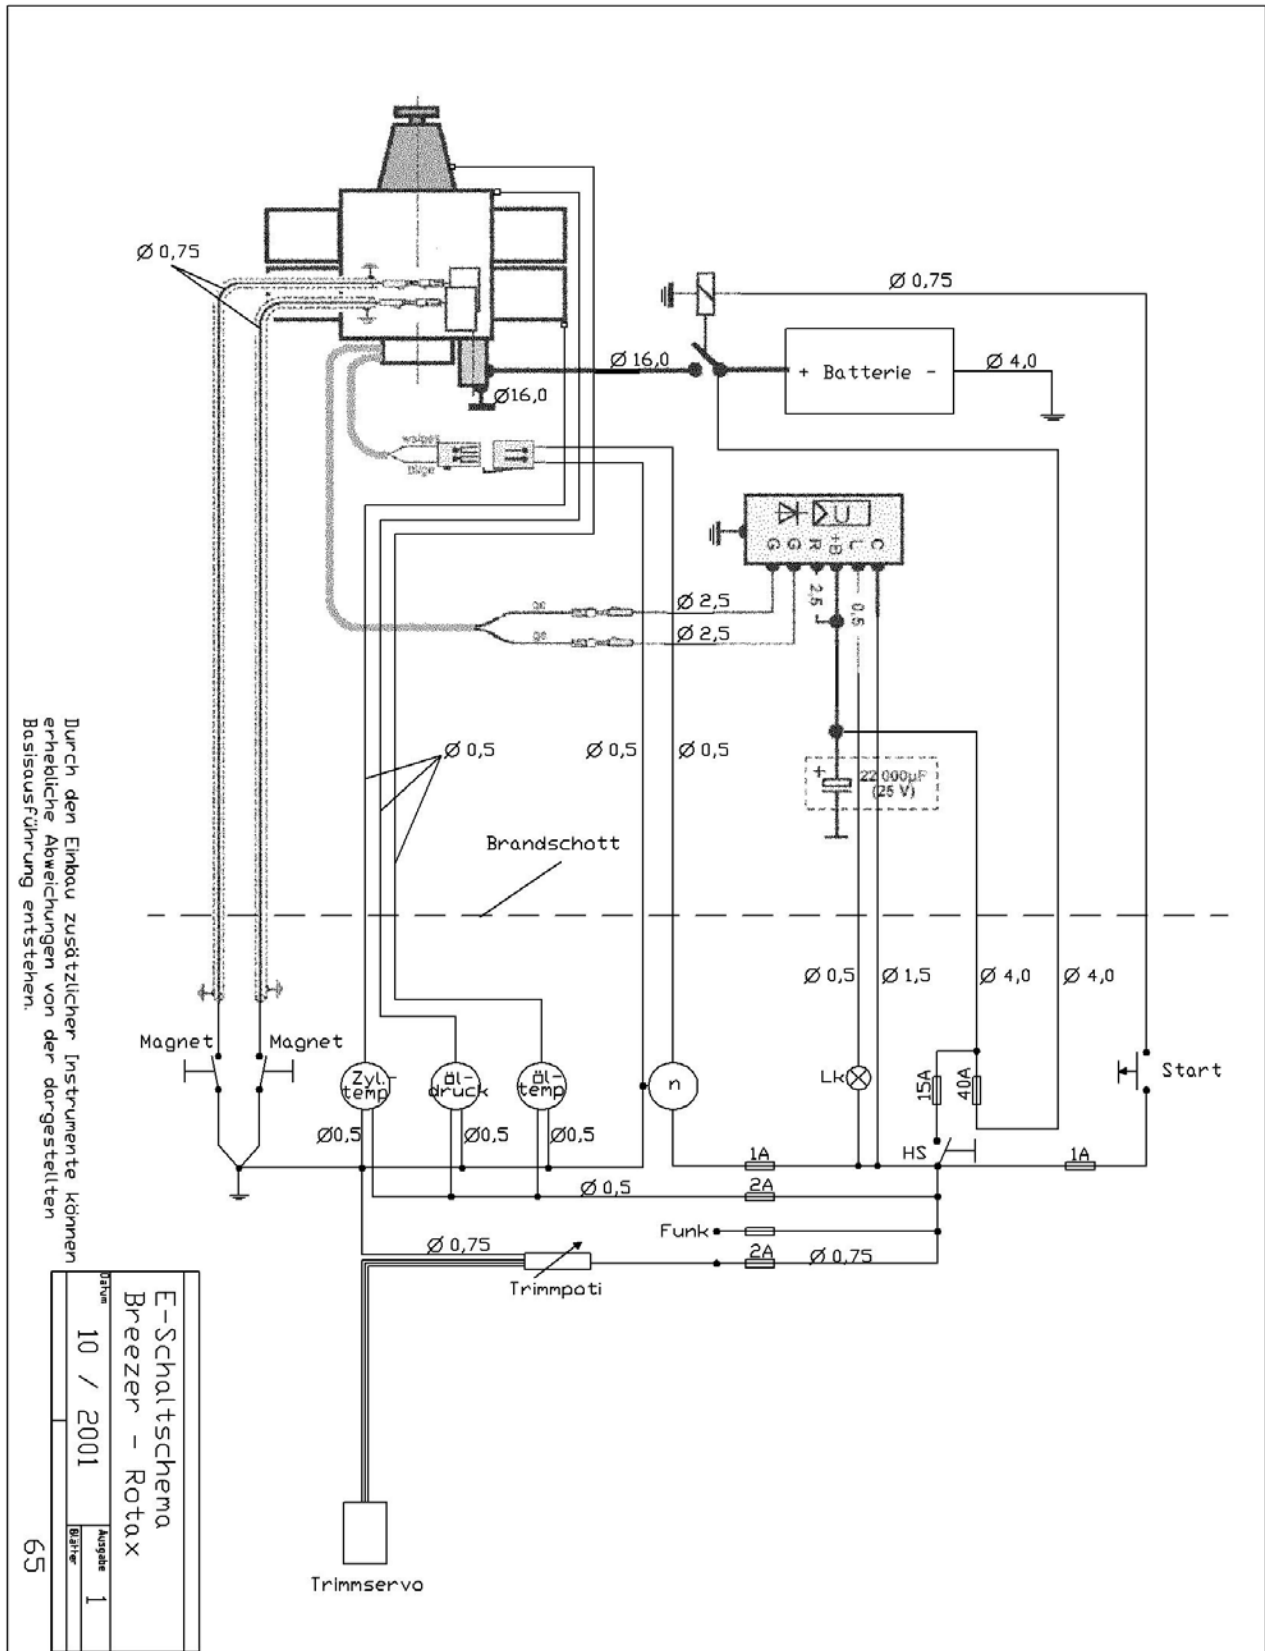 Ø 0,75
Ø 0,75
Ø 16,0
+ Batterie -
Ø 4,0
Ø16,0
U
G G R +B L C
2,5
0,5
Ø 2,5
ge
Ø 2,5
ge
Ø 0,5
Ø 0,5
Ø 0,5
+
22 000µF
(25 V)
Brandschott
Ø 0,5
Ø 1,5
Ø 4,0
Ø 4,0
Magnet
Magnet
Zyl.-
temp
öl-
druck
öl-
temp
n
Lk
15A
40A
Start
Ø0,5
Ø0,5
Ø0,5
HS
1A
1A
Ø 0,5
2A
Funk
Ø 0,75
2A
Ø 0,75
Trimmpoti
Trimmservo
Durch den Einbau zusätzlicher Instrumente können
erhebliche Abweichungen von der dargestellten
Basisausführung entstehen.
E-Schaltschema
Breezer - Rotax
Datum
10 / 2001
Ausgabe
1
Blätter
65